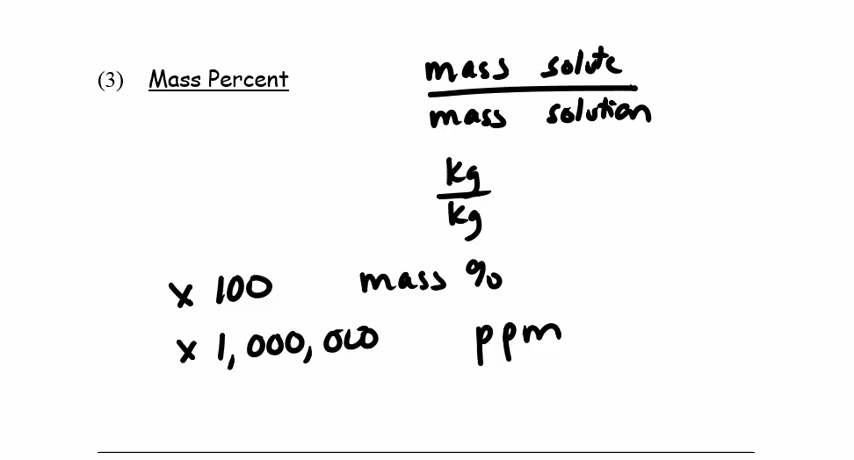 (3) Mass Percent
mass solute
mass solution
kg
kg
x 100 mass %
x 1,000,000 ppm